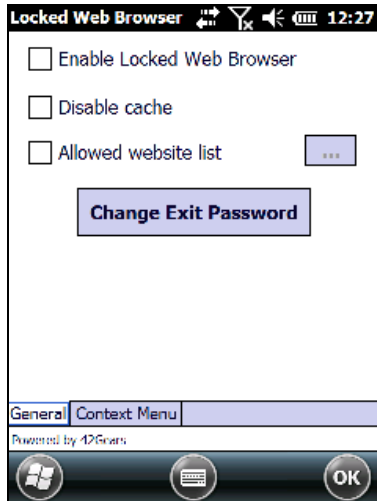 Locked Web Browser 12:27
Enable Locked Web Browser
Disable cache
Allowed website list ...
Change Exit Password
General Context Menu
Powered by 42Gears
OK